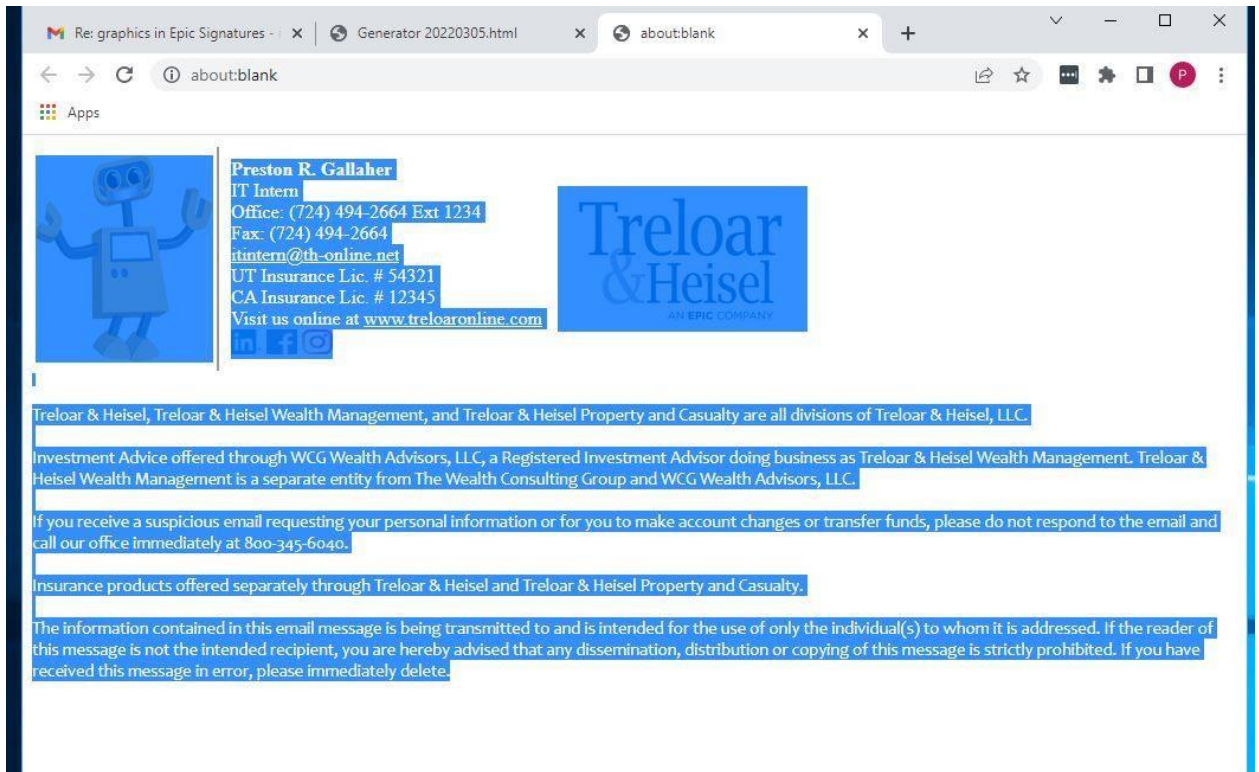 Re: graphics in Epic Signatures -
Generator 20220305.html
about:blank
about:blank
P
Apps
Preston R. Gallaher
IT Intern
Office: (724) 494-2664 Ext 1234
Fax: (724) 494-2664
itintern@th-online.net
UT Insurance Lic. # 54321
CA Insurance Lic. # 12345
Visit us online at www.treloaronline.com
in
Treloar
&Heisel
AN EPIC COMPANY
Treloar & Heisel, Treloar & Heisel Wealth Management, and Treloar & Heisel Property and Casualty are all divisions of Treloar & Heisel, LLC.
Investment Advice offered through WCG Wealth Advisors, LLC, a Registered Investment Advisor doing business as Treloar & Heisel Wealth Management. Treloar &
Heisel Wealth Management is a separate entity from The Wealth Consulting Group and WCG Wealth Advisors, LLC.
If you receive a suspicious email requesting your personal information or for you to make account changes or transfer funds, please do not respond to the email and
call our office immediately at 800-345-6040.
Insurance products offered separately through Treloar & Heisel and Treloar & Heisel Property and Casualty.
The information contained in this email message is being transmitted to and is intended for the use of only the individual(s) to whom it is addressed. If the reader of
this message is not the intended recipient, you are hereby advised that any dissemination, distribution or copying of this message is strictly prohibited. If you have
received this message in error, please immediately delete.